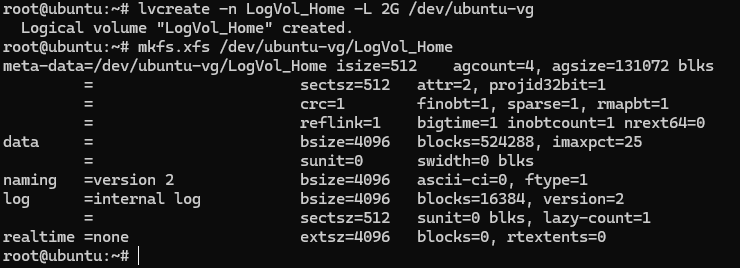 root@ubuntu:~# lvcreate -n LogVol_Home -L 2G /dev/ubuntu-vg
  Logical volume "LogVol_Home" created.
root@ubuntu:~# mkfs.xfs /dev/ubuntu-vg/LogVol_Home
meta-data=/dev/ubuntu-vg/LogVol_Home isize=512    agcount=4, agsize=131072 blks
         =                       sectsz=512   attr=2, projid32bit=1
         =                       crc=1        finobt=1, sparse=1, rmapbt=1
         =                       reflink=1    bigtime=1 inobtcount=1 nrext64=0
data     =                       bsize=4096   blocks=524288, imaxpct=25
         =                       sunit=0      swidth=0 blks
naming   =version 2              bsize=4096   ascii-ci=0, ftype=1
log      =internal log           bsize=4096   blocks=16384, version=2
         =                       sectsz=512   sunit=0 blks, lazy-count=1
realtime =none                   extsz=4096   blocks=0, rtextents=0
root@ubuntu:~#